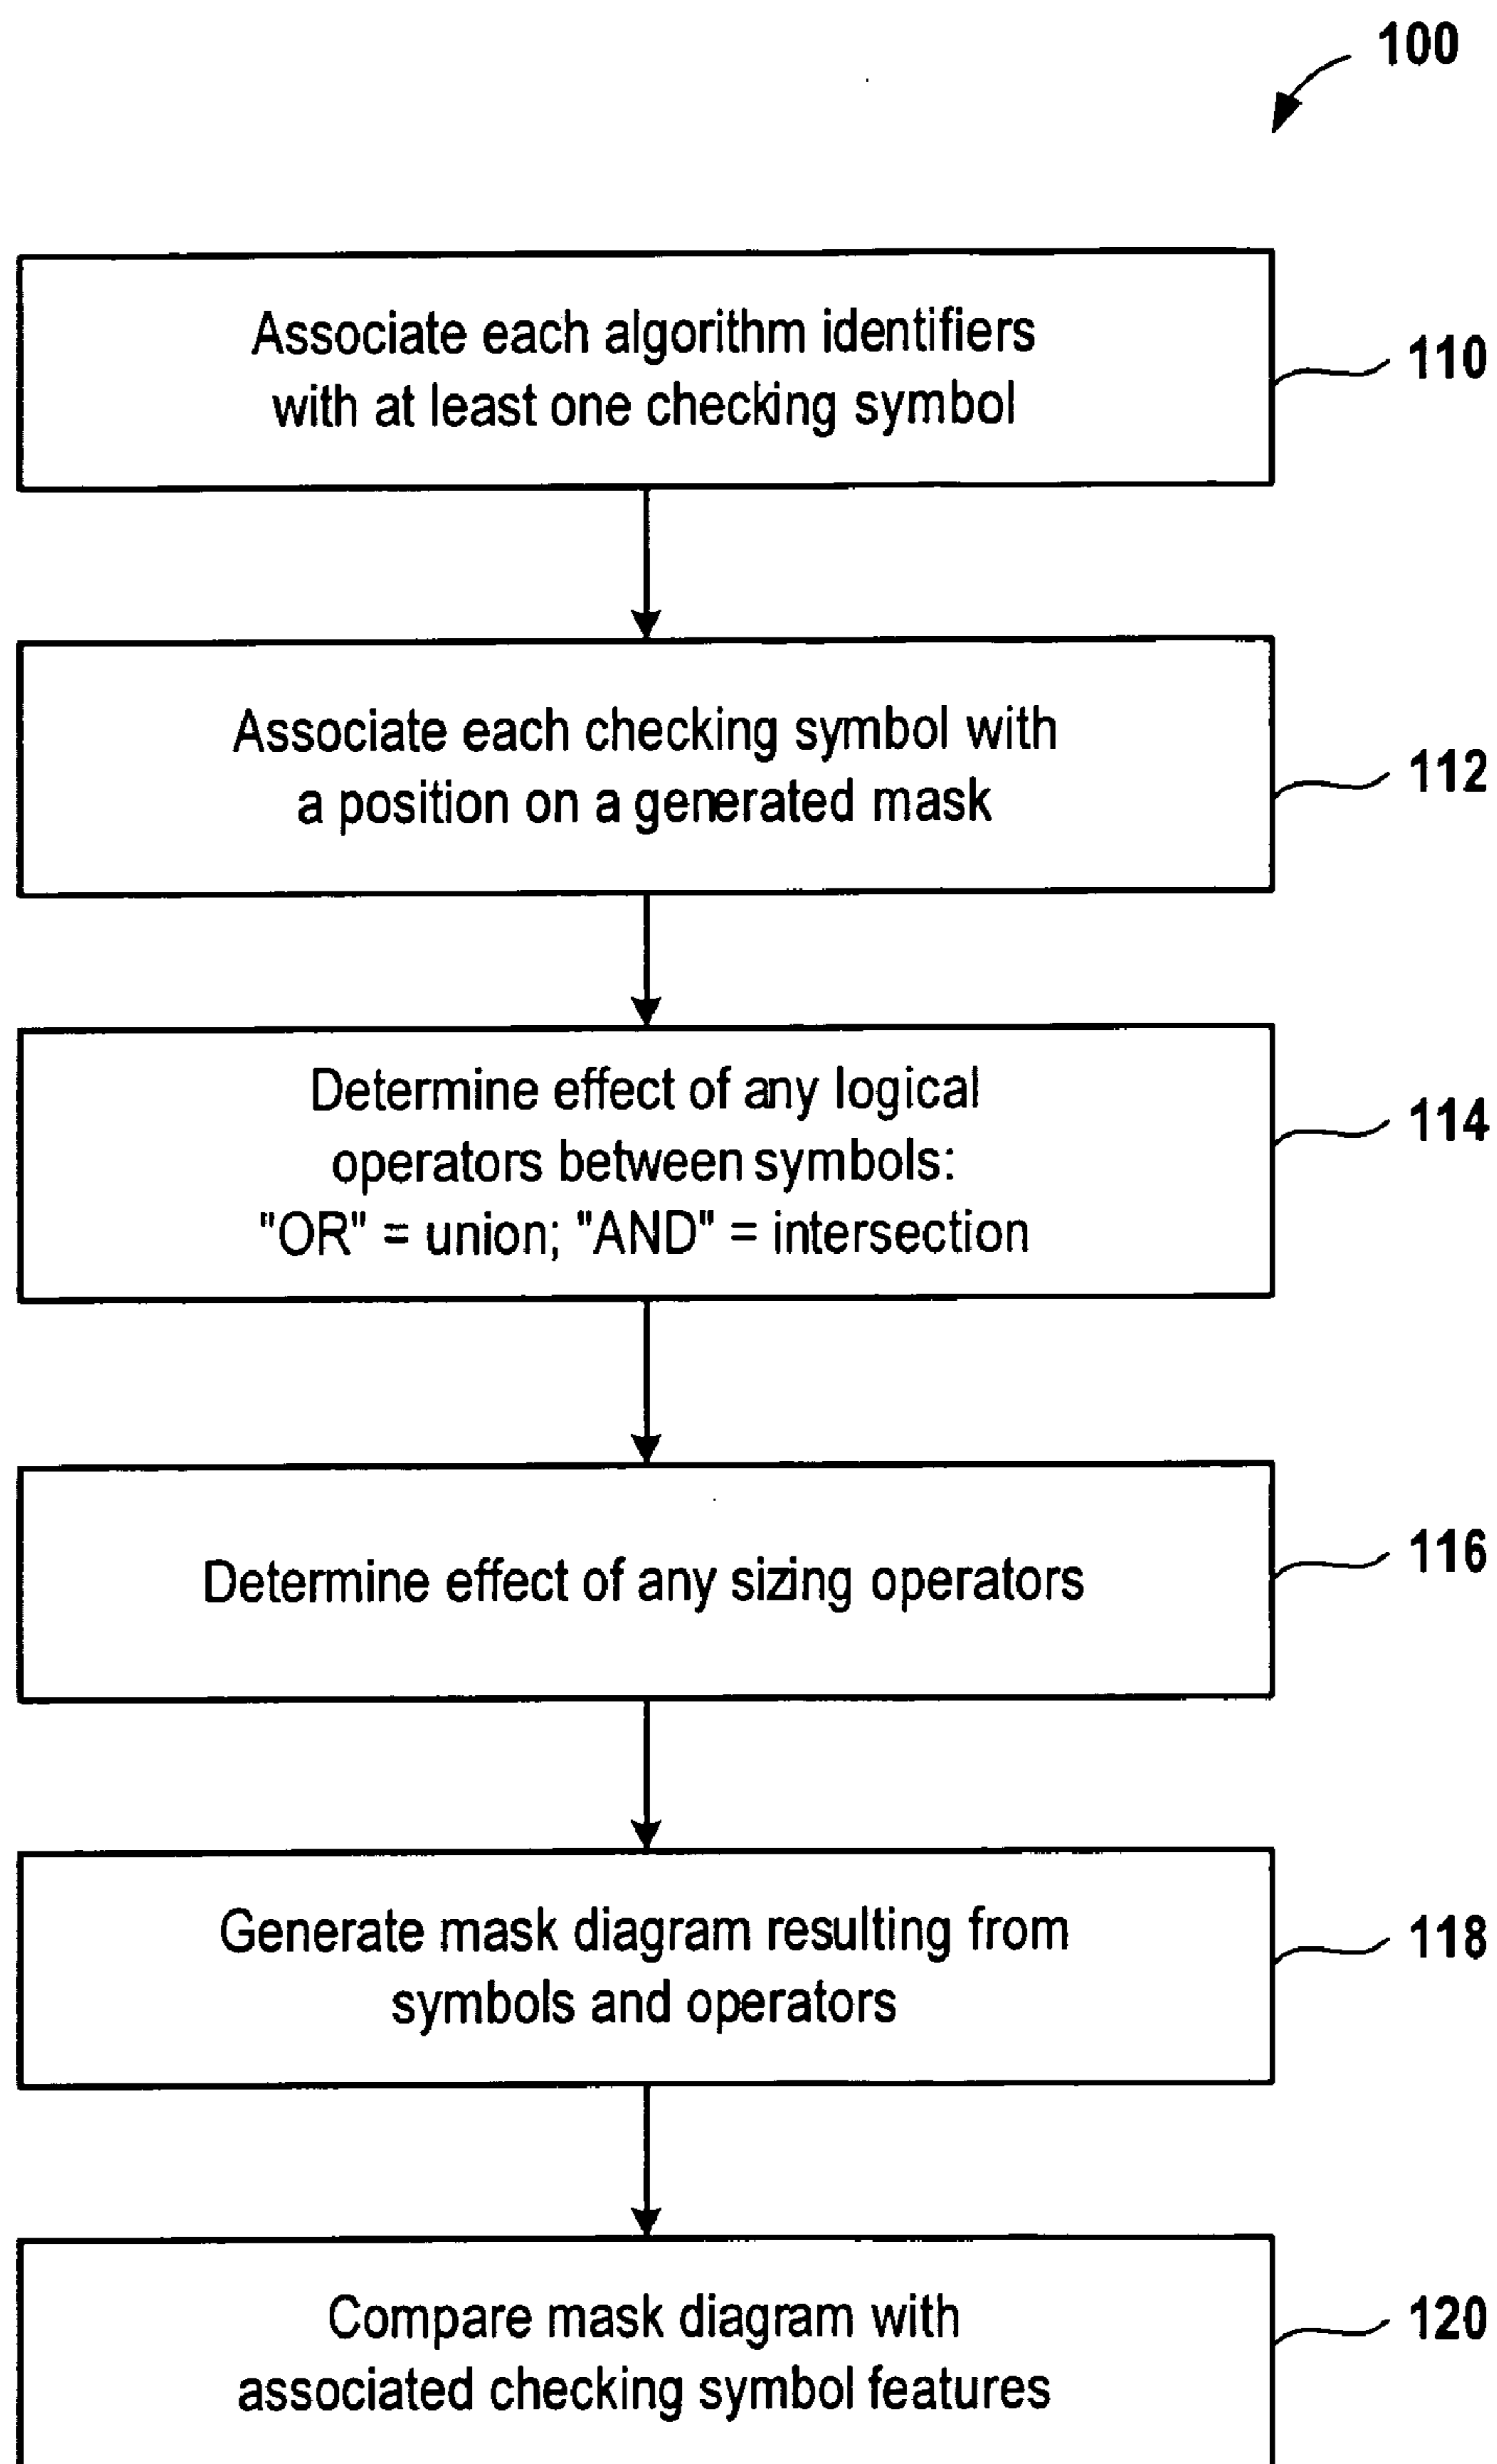 100
Associate each algorithm identifiers
with at least one checking symbol
110
Associate each checking symbol with
a position on a generated mask
112
Determine effect of any logical
operators between symbols:
"OR" = union; "AND" = intersection
114
Determine effect of any sizing operators
116
Generate mask diagram resulting from
symbols and operators
118
Compare mask diagram with
associated checking symbol features
120